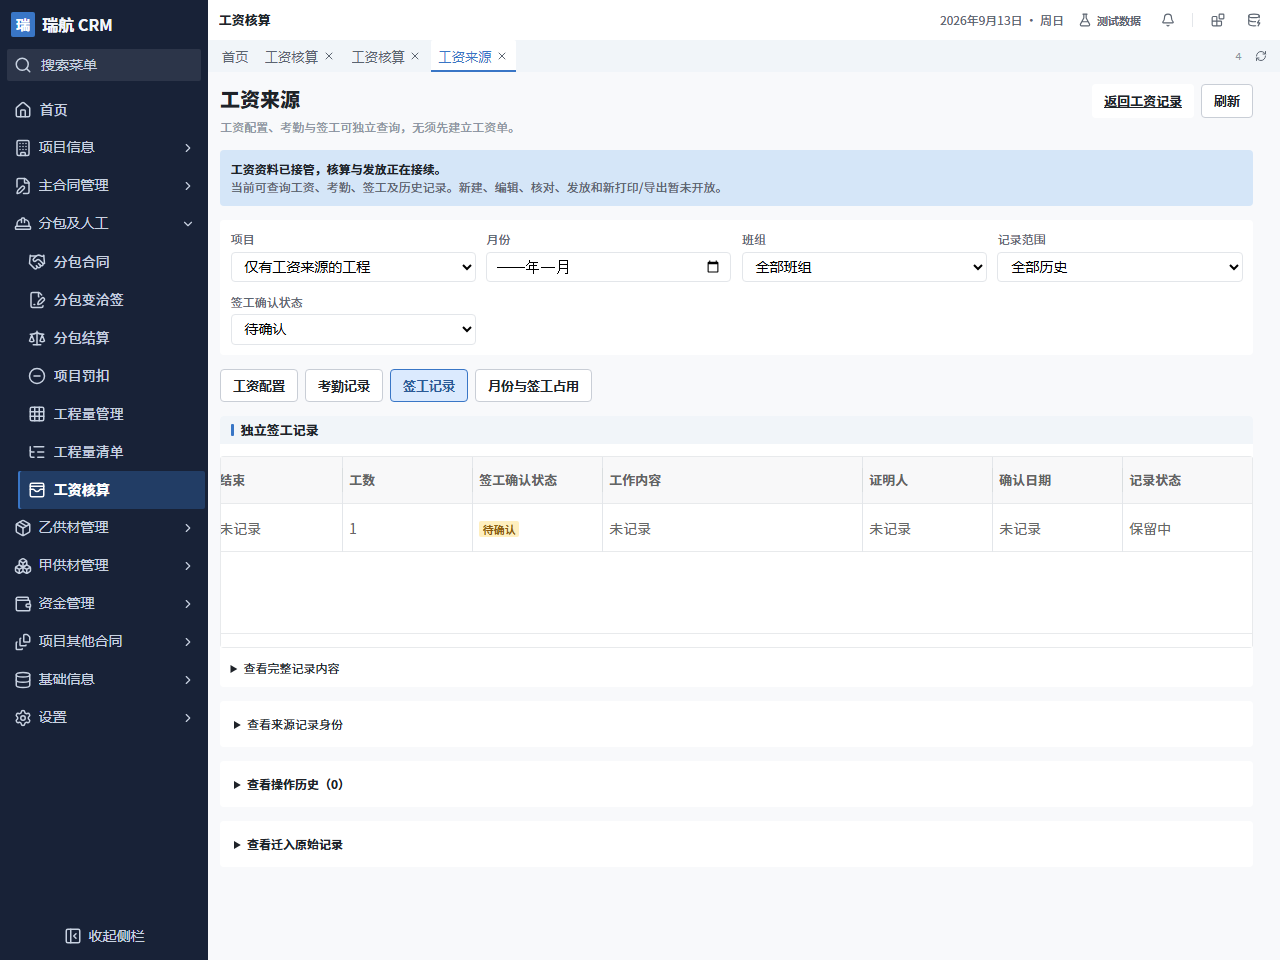 瑞 瑞航 CRM
搜索菜单
首页
项目信息
主合同管理
分包及人工
分包合同
分包变洽签
分包结算
项目罚扣
工程量管理
工程量清单
工资核算
乙供材管理
甲供材管理
资金管理
项目其他合同
基础信息
设置
收起侧栏
工资核算
2026年9月13日 · 周日 测试数据
首页 工资核算 × 工资核算 × 工资来源 ×
4
工资来源
返回工资记录 刷新
工资配置、考勤与签工可独立查询，无须先建立工资单。
工资资料已接管，核算与发放正在接续。
当前可查询工资、考勤、签工及历史记录。新建、编辑、核对、发放和新打印/导出暂未开放。
项目 月份 班组 记录范围
仅有工资来源的工程 ——年—月 全部班组 全部历史
签工确认状态
待确认
工资配置 考勤记录 签工记录 月份与签工占用
独立签工记录
结束 工数 签工确认状态 工作内容 证明人 确认日期 记录状态
未记录 1 待确认 未记录 未记录 未记录 保留中
查看完整记录内容
查看来源记录身份
查看操作历史（0）
查看迁入原始记录